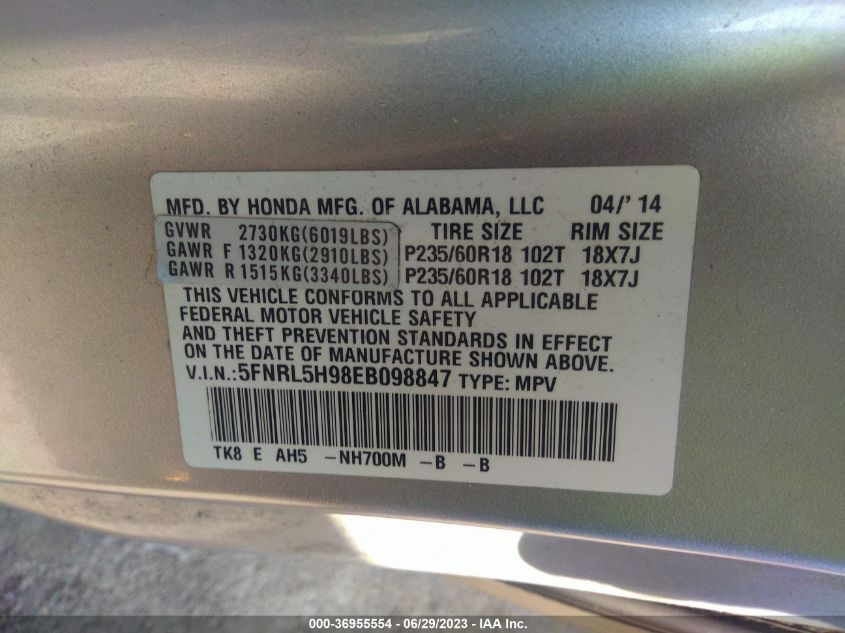 MFD. BY HONDA MFG. OF ALABAMA, LLC 04/' 14
GVWR 2730KG(6019LBS) TIRE SIZE RIM SIZE
GAWR F 1320KG(2910LBS) P235/60R18 102T 18X7J
GAWR R 1515KG(3340LBS) P235/60R18 102T 18X7J
THIS VEHICLE CONFORMS TO ALL APPLICABLE
FEDERAL MOTOR VEHICLE SAFETY
AND THEFT PREVENTION STANDARDS IN EFFECT
ON THE DATE OF MANUFACTURE SHOWN ABOVE.
V.I.N.:5FNRL5H98EB098847 TYPE: MPV
TK8 E AH5 -NH700M -B -B
000-36955554 - 06/29/2023 - IAA Inc.